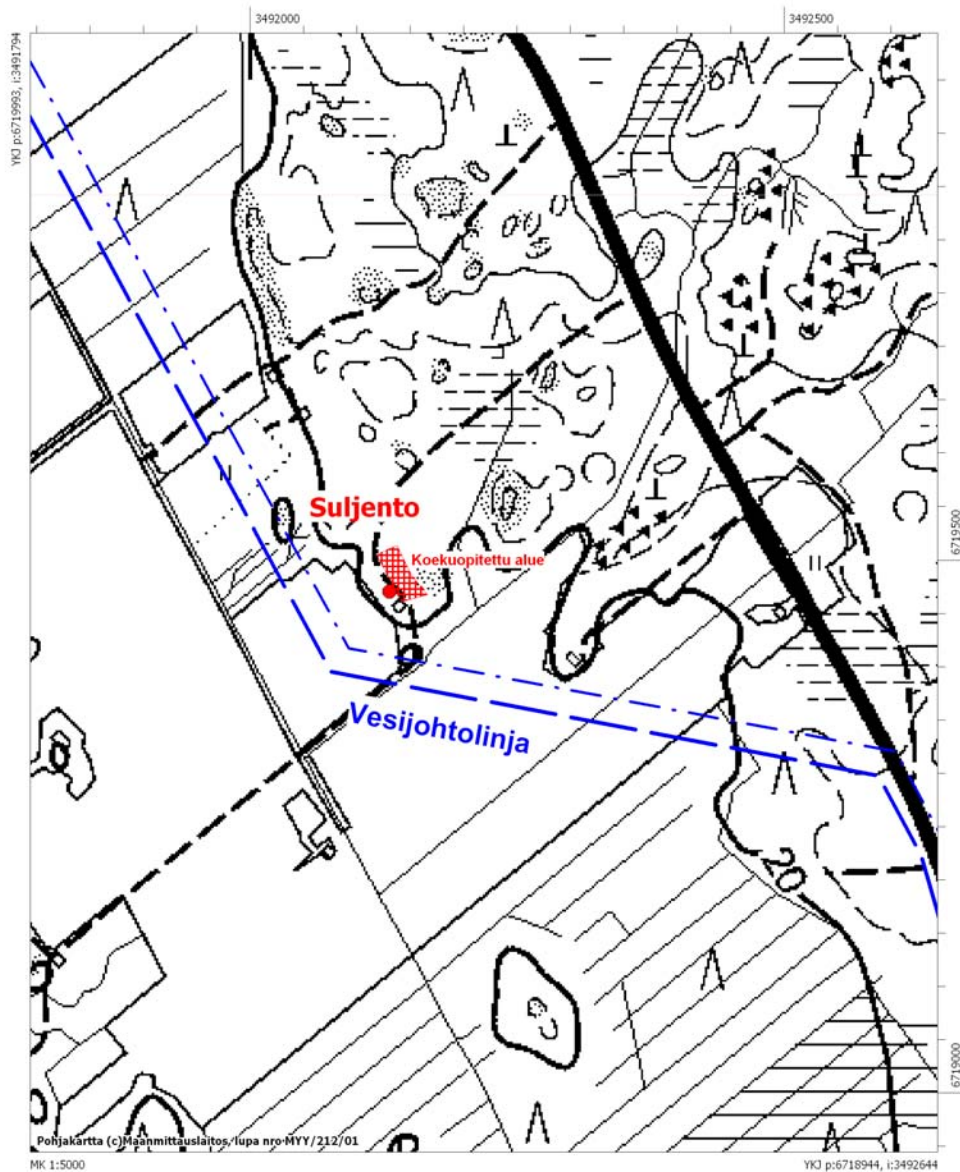 3492000
3492500
YKJ p:6719993, i:3491794
Suljento
6719500
Koekuopitettu alue
Vesijohtolinja
20
6719000
Pohjakartta (c)Maanmittauslaitos, lupa nro MYY/212/01
MK 1:5000
YKJ p:6718944, i:3492644